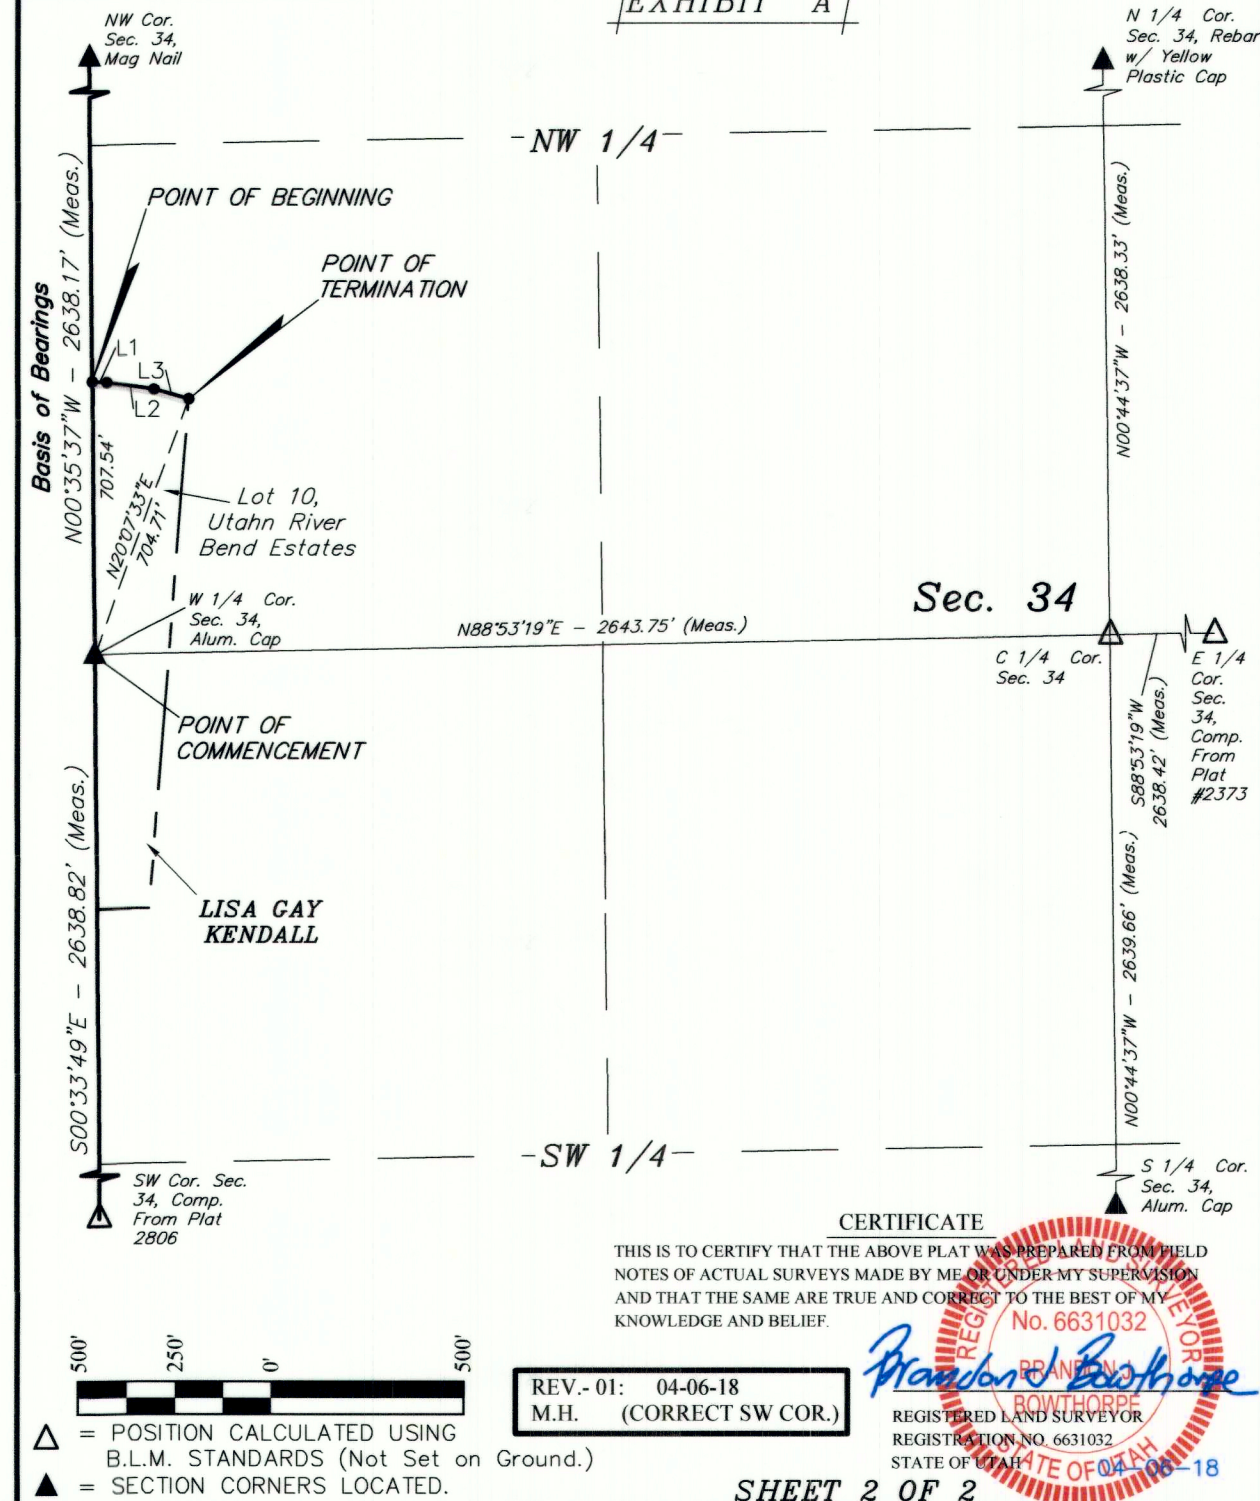 EXHIBIT A
NW Cor.
Sec. 34,
Mag Nail
N 1/4 Cor.
Sec. 34, Rebar
w/ Yellow
Plastic Cap
NW 1/4
POINT OF BEGINNING
POINT OF
TERMINATION
Basis of Bearings
N00°35'37"W - 2638.17' (Meas.)
N00°44'37"W - 2638.33' (Meas.)
L1
L3
L2
707.54'
N20°07'33"E
704.71'
Lot 10,
Utahn River
Bend Estates
W 1/4 Cor.
Sec. 34,
Alum. Cap
N88°53'19"E - 2643.75' (Meas.)
Sec. 34
C 1/4 Cor.
Sec. 34
E 1/4
Cor.
Sec.
34,
Comp.
From
Plat
#2373
S88°53'19"W
2638.42' (Meas.)
POINT OF
COMMENCEMENT
S00°33'49"E - 2638.82' (Meas.)
LISA GAY
KENDALL
N00°44'37"W - 2639.66' (Meas.)
SW 1/4
SW Cor. Sec.
34, Comp.
From Plat
2806
S 1/4 Cor.
Sec. 34,
Alum. Cap
CERTIFICATE
THIS IS TO CERTIFY THAT THE ABOVE PLAT WAS PREPARED FROM FIELD
NOTES OF ACTUAL SURVEYS MADE BY ME OR UNDER MY SUPERVISION
AND THAT THE SAME ARE TRUE AND CORRECT TO THE BEST OF MY
KNOWLEDGE AND BELIEF.
REGISTERED LAND SURVEYOR
No. 6631032
BRANDON J.
BOWTHORPE
STATE OF UTAH
Brandon J Bowthorpe
REGISTERED LAND SURVEYOR
REGISTRATION NO. 6631032
STATE OF UTAH
04-06-18
500' 250' 0 500'
REV.- 01: 04-06-18
M.H. (CORRECT SW COR.)
= POSITION CALCULATED USING
B.L.M. STANDARDS (Not Set on Ground.)
= SECTION CORNERS LOCATED.
SHEET 2 OF 2